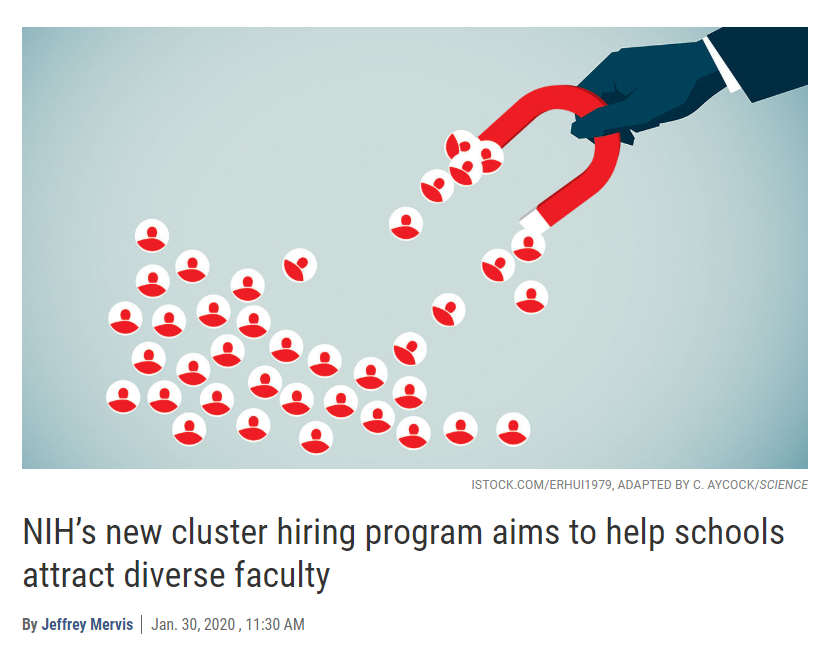 ISTOCK.COM/ERHUI1979, ADAPTED BY C. AYCOCK/SCIENCE
NIH’s new cluster hiring program aims to help schools
attract diverse faculty
By Jeffrey Mervis | Jan. 30, 2020 , 11:30 AM